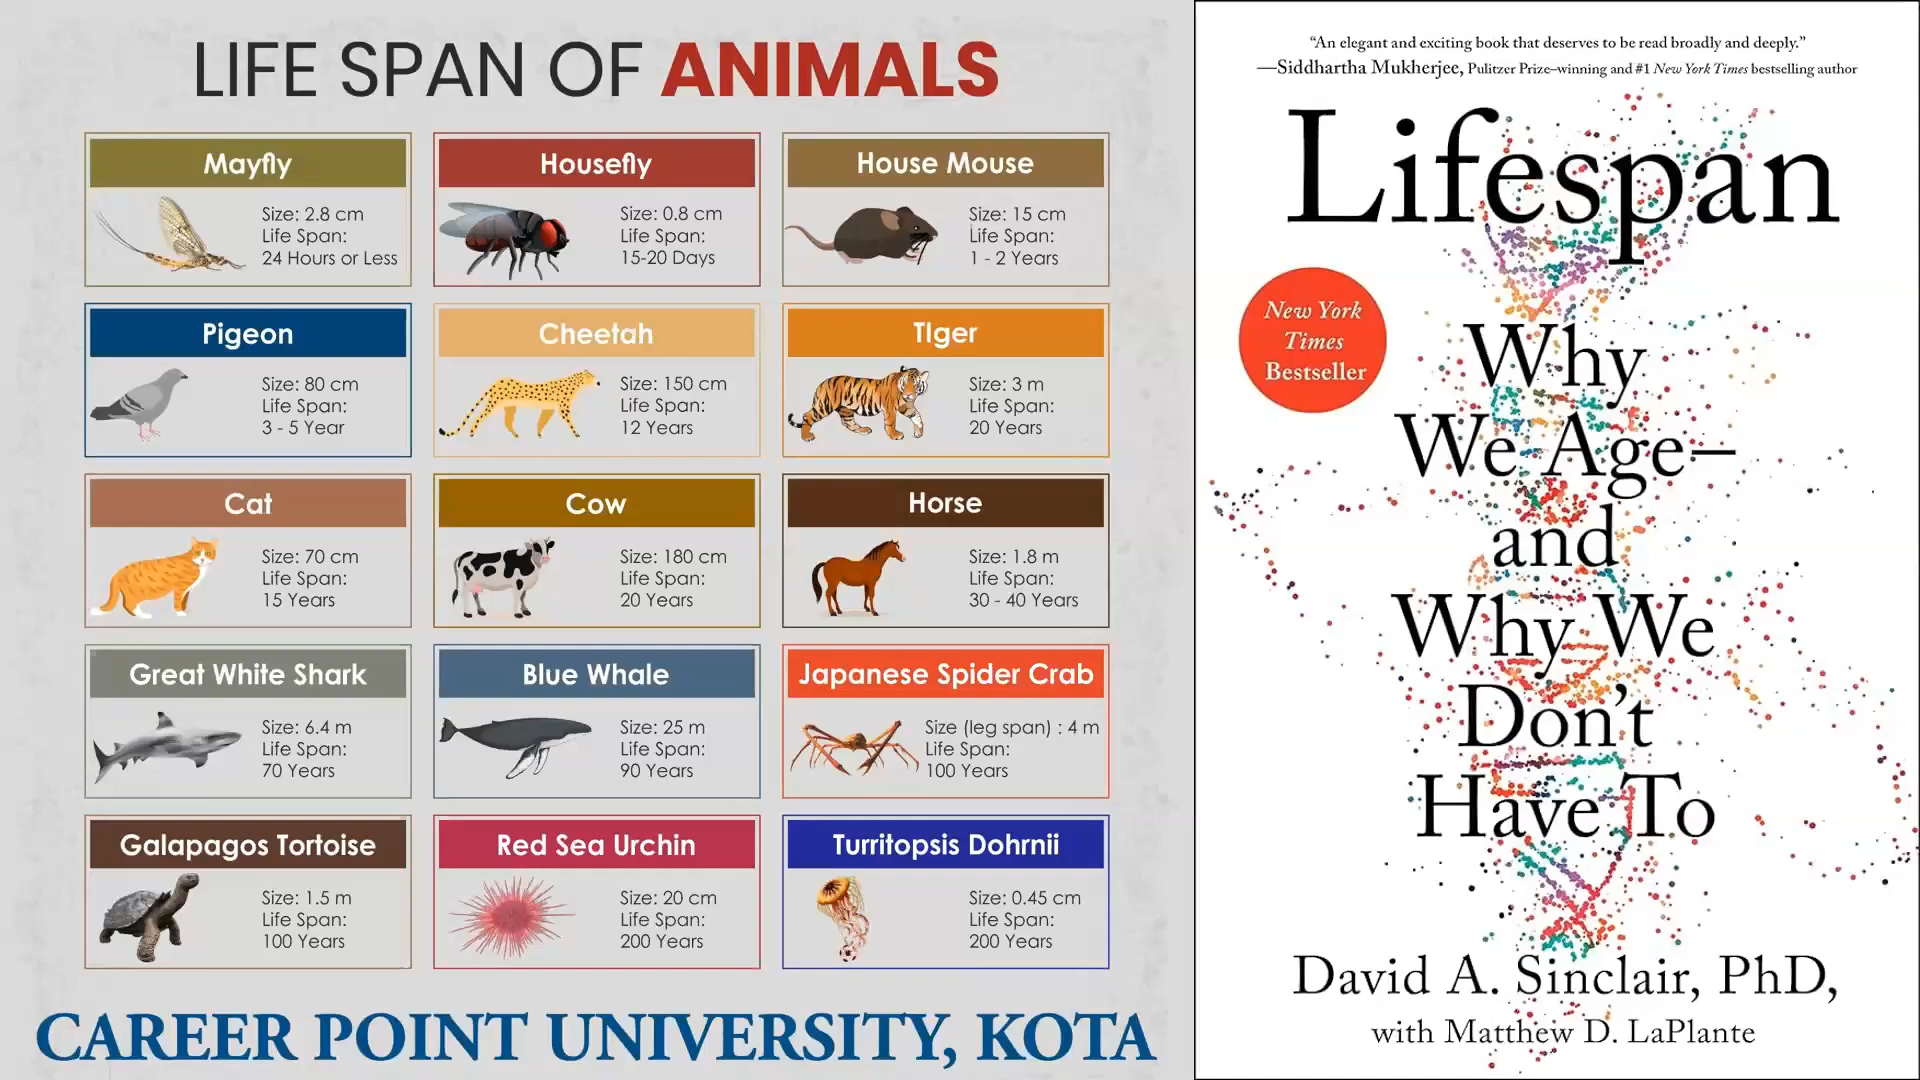 LIFE SPAN OF ANIMALS
Mayfly
Size: 2.8 cm
Life Span:
24 Hours or Less
Housefly
Size: 0.8 cm
Life Span:
15-20 Days
House Mouse
Size: 15 cm
Life Span:
1 - 2 Years
Pigeon
Size: 80 cm
Life Span:
3 - 5 Year
Cheetah
Size: 150 cm
Life Span:
12 Years
TIger
Size: 3 m
Life Span:
20 Years
Cat
Size: 70 cm
Life Span:
15 Years
Cow
Size: 180 cm
Life Span:
20 Years
Horse
Size: 1.8 m
Life Span:
30 - 40 Years
Great White Shark
Size: 6.4 m
Life Span:
70 Years
Blue Whale
Size: 25 m
Life Span:
90 Years
Japanese Spider Crab
Size (leg span) : 4 m
Life Span:
100 Years
Galapagos Tortoise
Size: 1.5 m
Life Span:
100 Years
Red Sea Urchin
Size: 20 cm
Life Span:
200 Years
Turritopsis Dohrnii
Size: 0.45 cm
Life Span:
200 Years
CAREER POINT UNIVERSITY, KOTA
“An elegant and exciting book that deserves to be read broadly and deeply.”
—Siddhartha Mukherjee, Pulitzer Prize–winning and #1 New York Times bestselling author
Lifespan
New York
Times
Bestseller
Why
We Age–
and
Why We
Don’t
Have To
David A. Sinclair, PhD,
with Matthew D. LaPlante